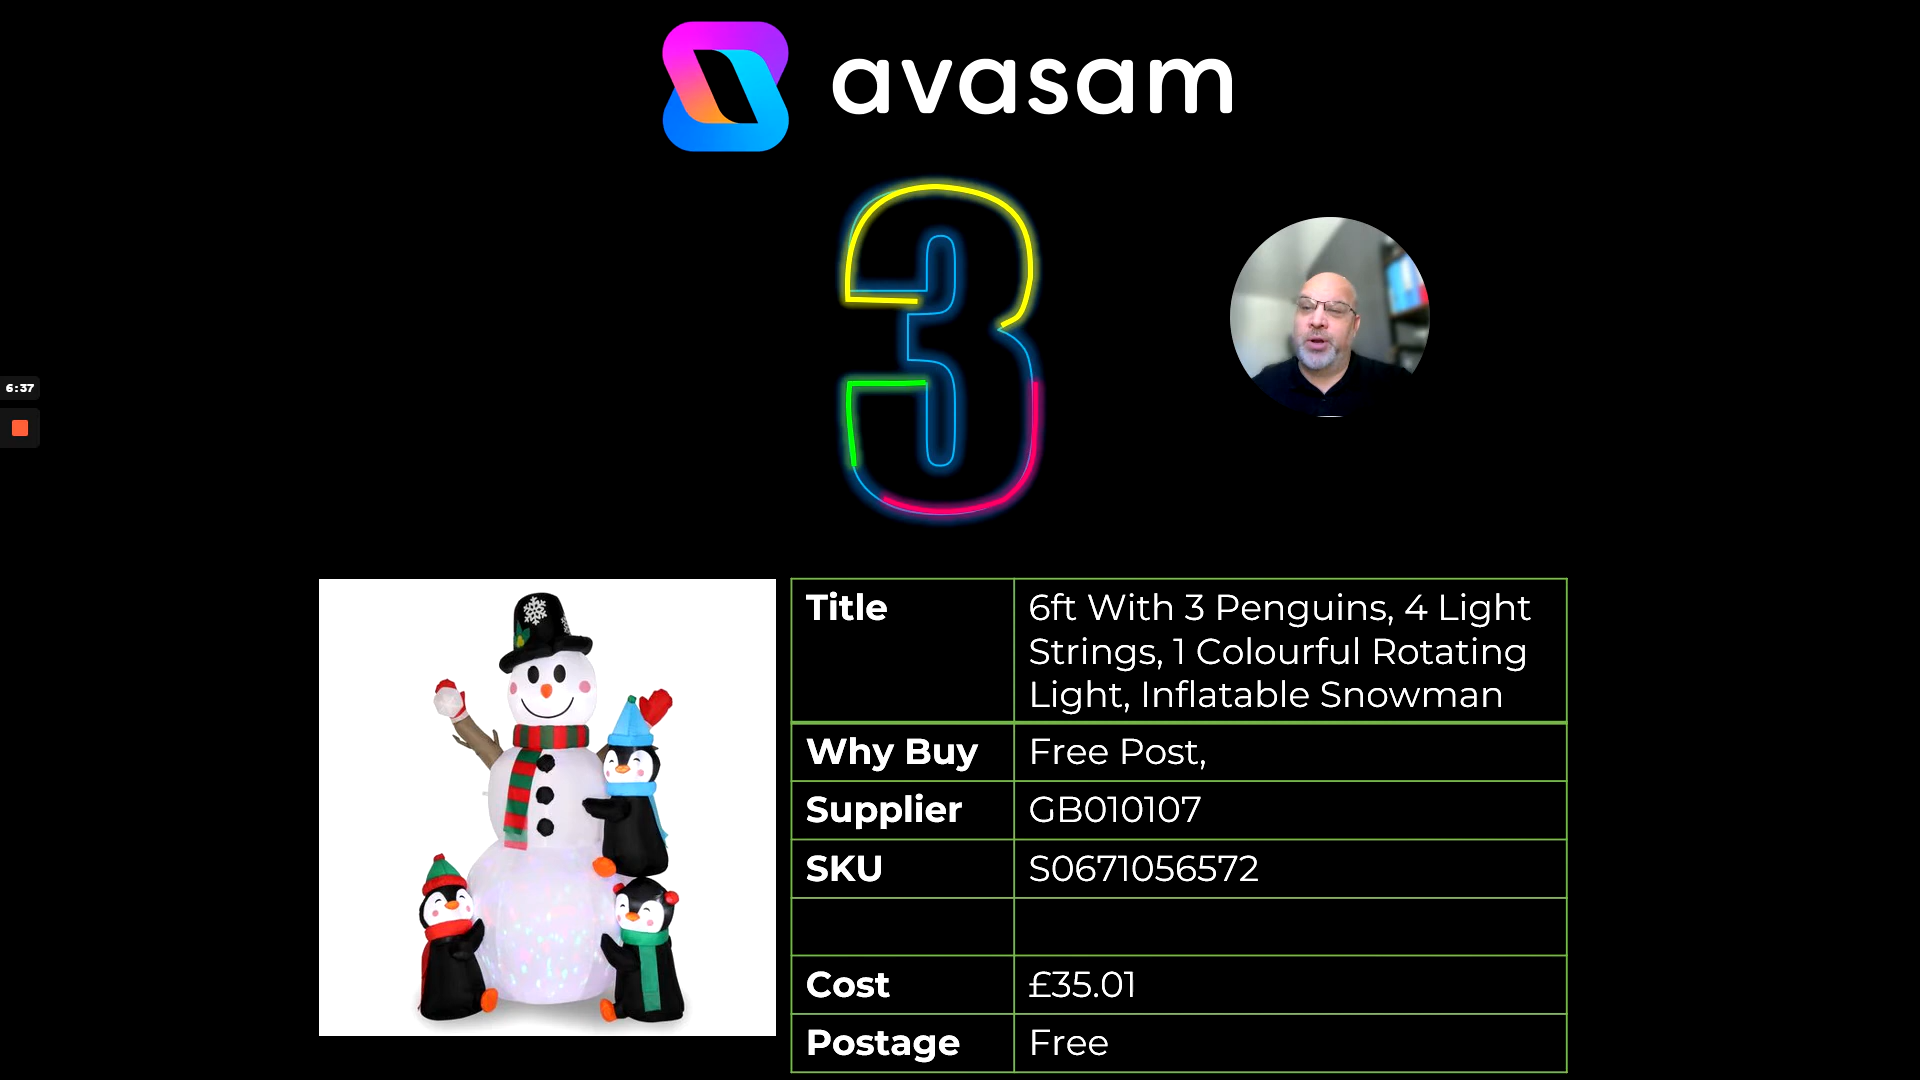 avasam
3
6:37
Title
6ft With 3 Penguins, 4 Light
Strings, 1 Colourful Rotating
Light, Inflatable Snowman
Why Buy
Free Post,
Supplier
GB010107
SKU
S0671056572
Cost
£35.01
Postage
Free